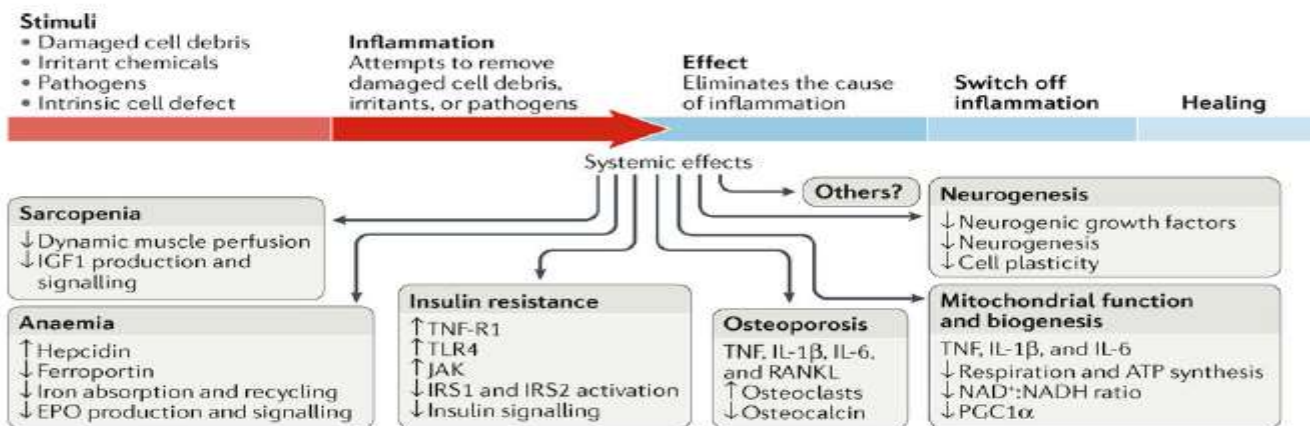 Stimuli
• Damaged cell debris
• Irritant chemicals
• Pathogens
• Intrinsic cell defect
Inflammation
Attempts to remove
damaged cell debris,
irritants, or pathogens
Effect
Eliminates the cause
of inflammation
Switch off
inflammation
Healing
Systemic effects
Others?
Sarcopenia
↓Dynamic muscle perfusion
↓IGF1 production and
signalling
Anaemia
↑Hepcidin
↓Ferroportin
↓Iron absorption and recycling
↓EPO production and signalling
Insulin resistance
↑TNF-R1
↑TLR4
↑JAK
↓IRS1 and IRS2 activation
↓Insulin signalling
Osteoporosis
TNF, IL-1β, IL-6,
and RANKL
↑Osteoclasts
↓Osteocalcin
Neurogenesis
↓Neurogenic growth factors
↓Neurogenesis
↓Cell plasticity
Mitochondrial function
and biogenesis
TNF, IL-1β, and IL-6
↓Respiration and ATP synthesis
↓NAD⁺:NADH ratio
↓PGC1α